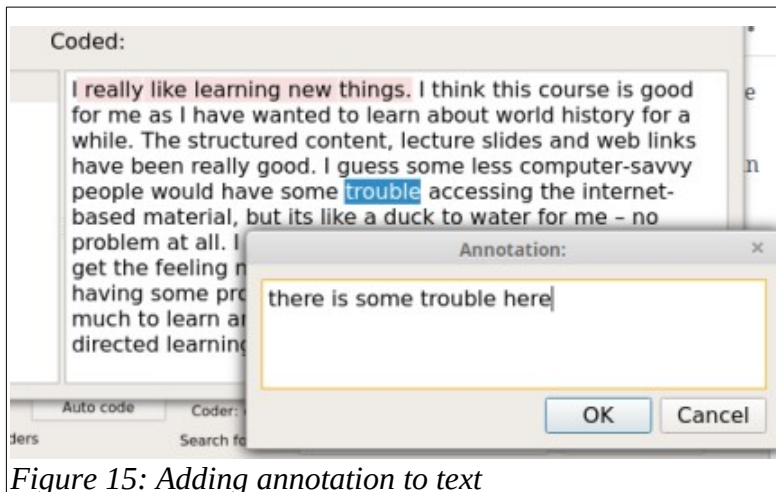 Coded:
I really like learning new things. I think this course is good
for me as I have wanted to learn about world history for a
while. The structured content, lecture slides and web links
have been really good. I guess some less computer-savvy
people would have some trouble accessing the internet-
based material, but its like a duck to water for me – no
problem at all. I
get the feeling
having some
much to learn
directed learning
Annotation:
×
there is some trouble here
OK Cancel
Auto code Coder:
Search
Figure 15: Adding annotation to text